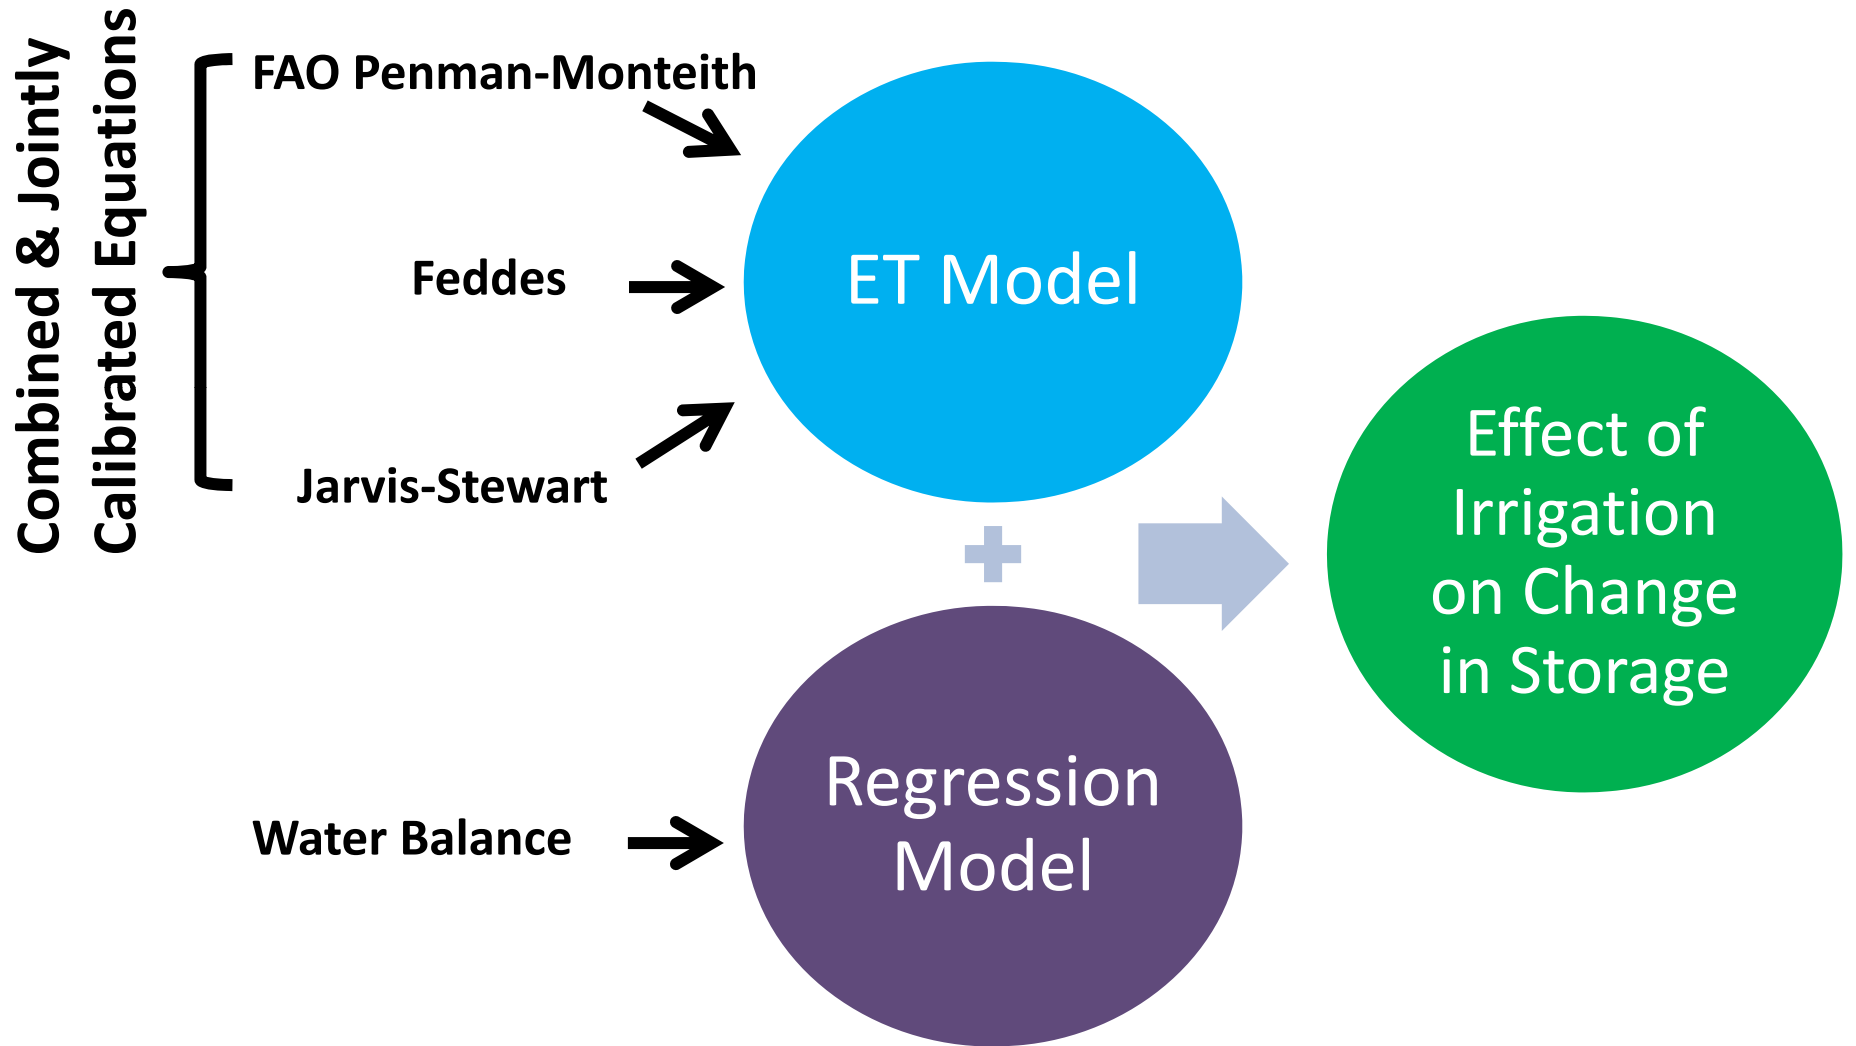 Combined & Jointly
Calibrated Equations
FAO Penman-Monteith
Feddes
Jarvis-Stewart
ET Model
Water Balance
Regression
Model
Effect of
Irrigation
on Change
in Storage